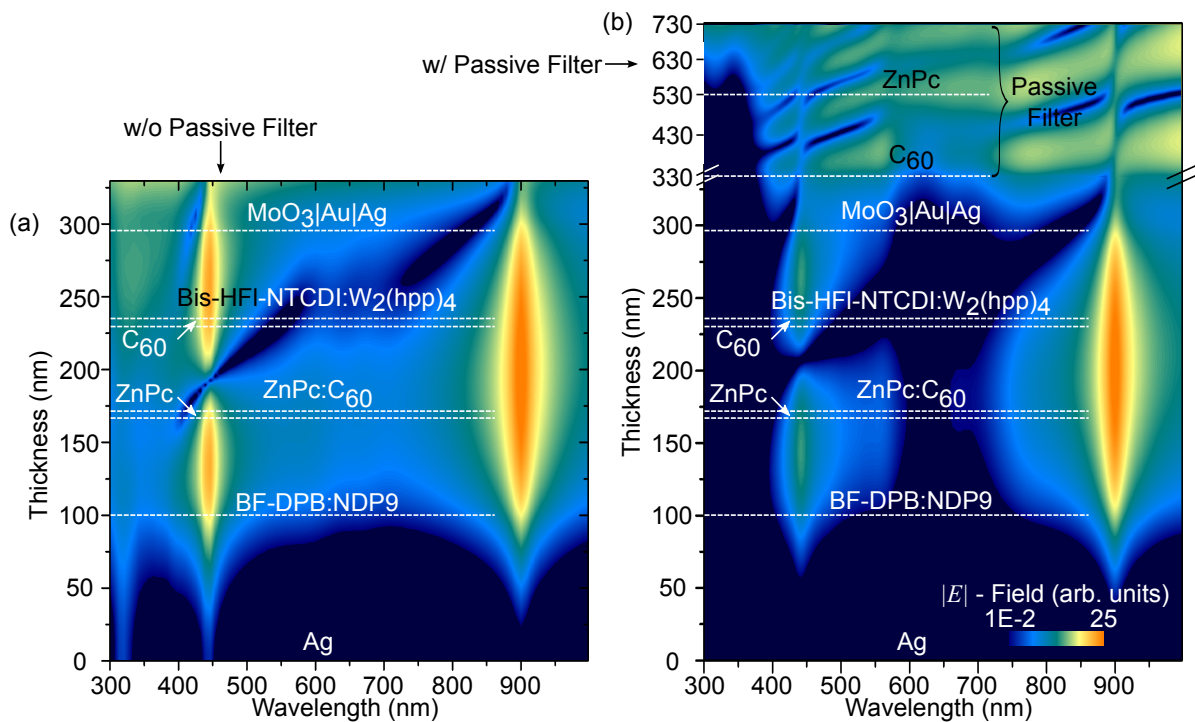 (b)
w/ Passive Filter
w/o Passive Filter
(a)
Thickness (nm)
300
250
200
150
100
50
0
MoO3|Au|Ag
Bis-HFl-NTCDI:W2(hpp)4
C60
ZnPc
ZnPc:C60
BF-DPB:NDP9
Ag
300 400 500 600 700 800 900
Wavelength (nm)
Thickness (nm)
730
630
530
430
330
300
250
200
150
100
50
0
ZnPc
Passive
Filter
C60
MoO3|Au|Ag
Bis-HFl-NTCDI:W2(hpp)4
C60
ZnPc
ZnPc:C60
BF-DPB:NDP9
|E| - Field (arb. units)
1E-2 25
Ag
300 400 500 600 700 800 900
Wavelength (nm)